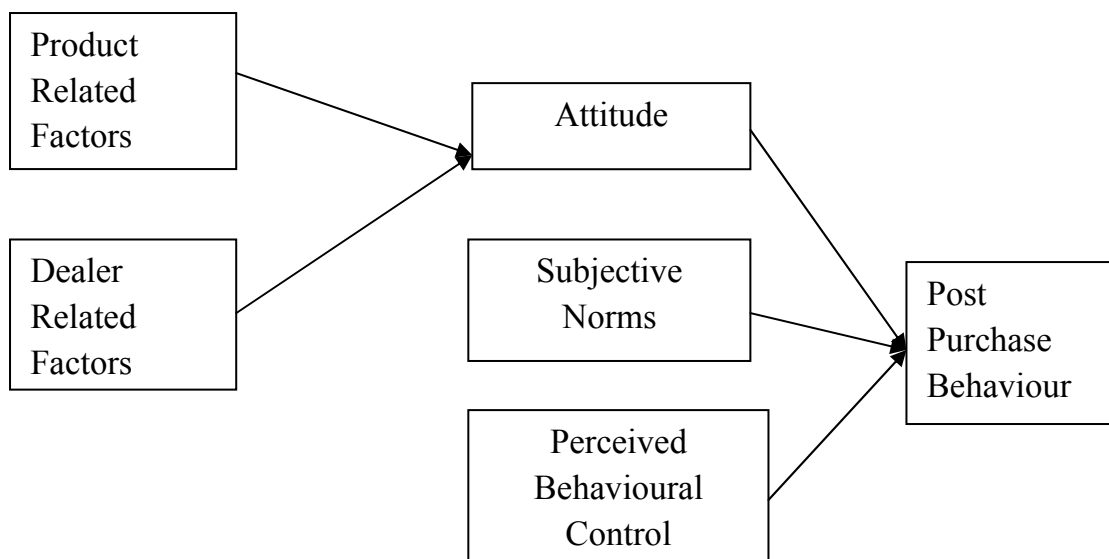 Product
Related
Factors
Dealer
Related
Factors
Attitude
Subjective
Norms
Perceived
Behavioural
Control
Post
Purchase
Behaviour